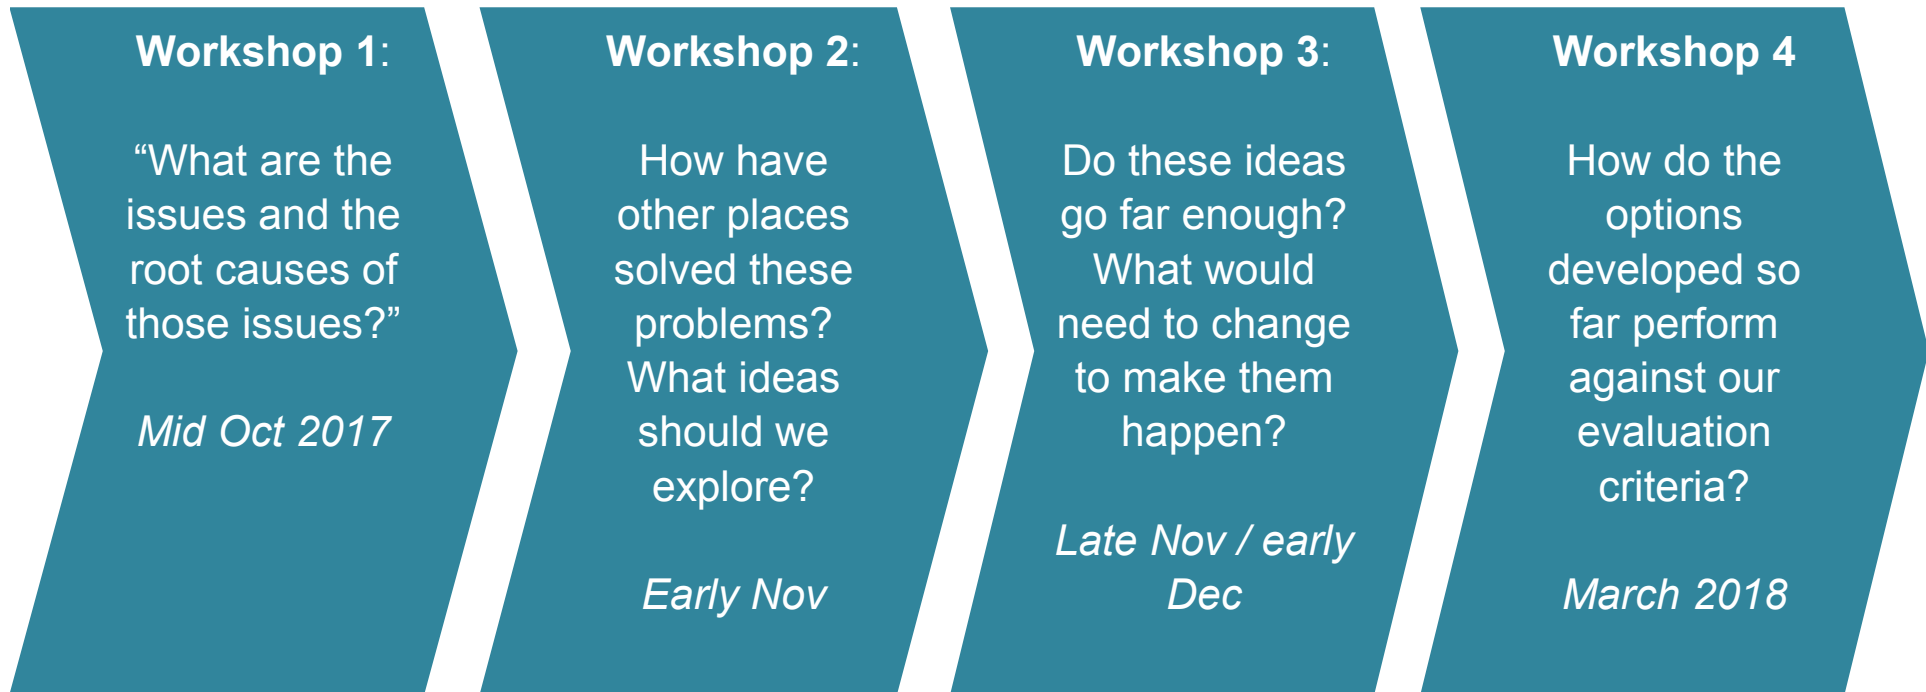 Workshop 1:
“What are the
issues and the
root causes of
those issues?”
Mid Oct 2017
Workshop 2:
How have
other places
solved these
problems?
What ideas
should we
explore?
Early Nov
Workshop 3:
Do these ideas
go far enough?
What would
need to change
to make them
happen?
Late Nov / early
Dec
Workshop 4
How do the
options
developed so
far perform
against our
evaluation
criteria?
March 2018